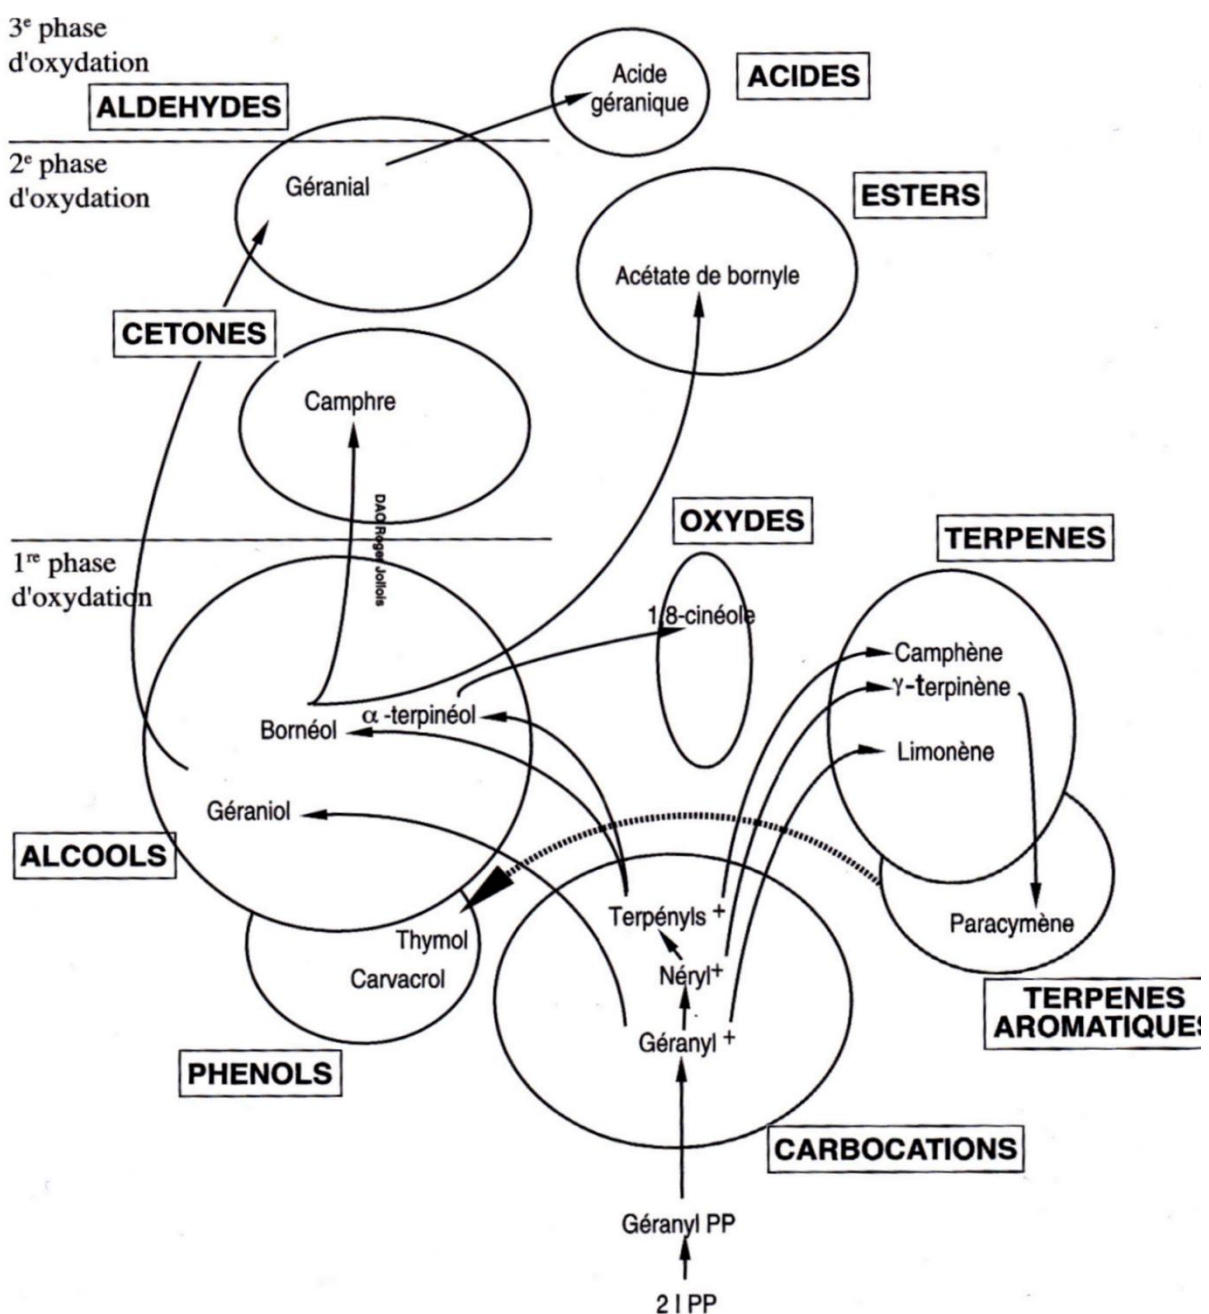 3e phase
d'oxydation
ALDEHYDES
Acide
géranique
ACIDES
2e phase
d'oxydation
Géranial
ESTERS
Acétate de bornyle
CETONES
Camphre
DAO Roger Jollois
1re phase
d'oxydation
OXYDES
TERPENES
1,8-cinéole
Camphène
γ-terpinène
Bornéol
α -terpinéol
Limonène
Géraniol
ALCOOLS
Terpényls +
Paracymène
Thymol
Carvacrol
Néryl+
TERPENES
AROMATIQUES
Géranyl +
PHENOLS
CARBOCATIONS
Géranyl PP
2 I PP